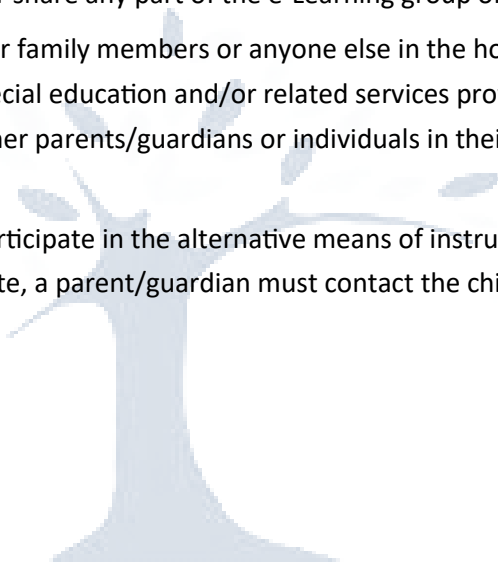 share any part of the e-Learning group or
r family members or anyone else in the ho
ecial education and/or related services pro
ner parents/guardians or individuals in thei
rticipate in the alternative means of instru
te, a parent/guardian must contact the chi